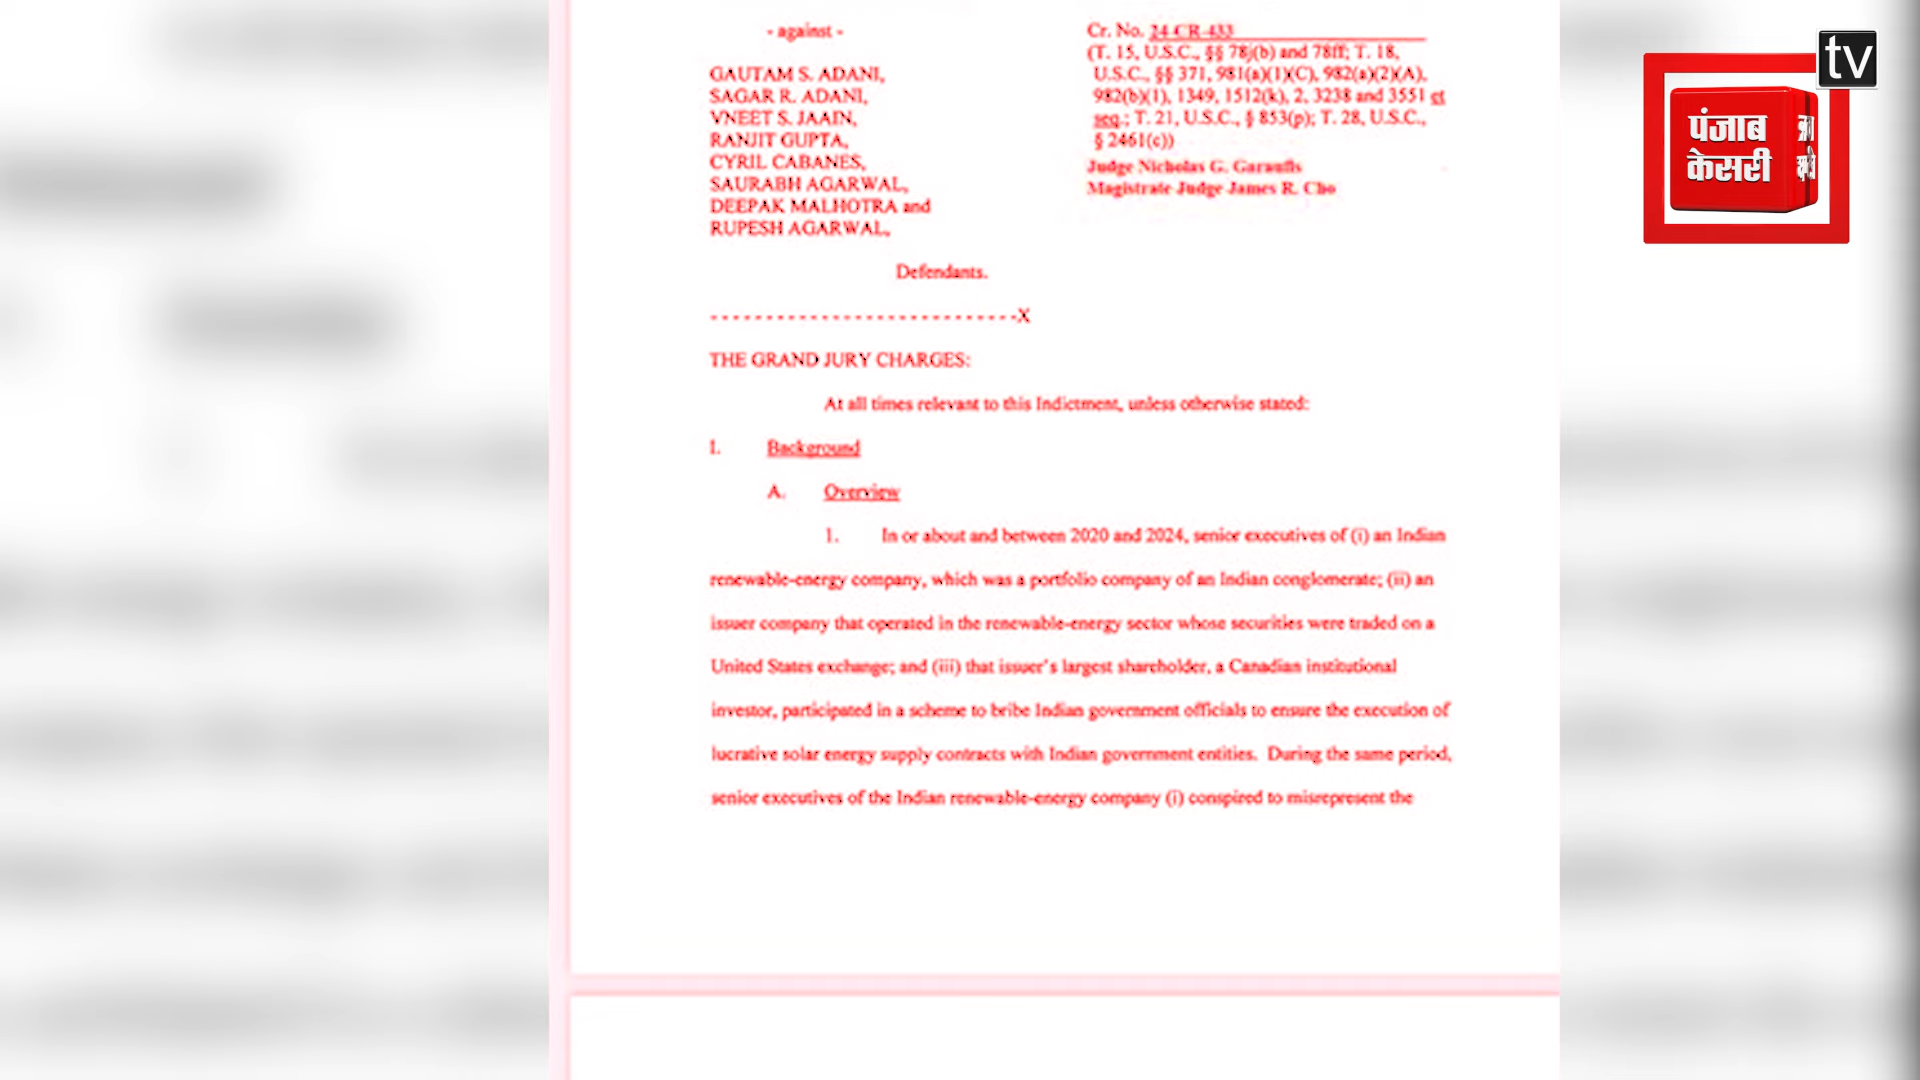 - against -
GAUTAM S. ADANI,
SAGAR R. ADANI,
VNEET S. JAAIN,
RANJIT GUPTA,
CYRIL CABANES,
SAURABH AGARWAL,
DEEPAK MALHOTRA and
RUPESH AGARWAL,
Defendants.
- - - - - - - - - - - - - - - - - - - - - - - - - - - -X
Cr. No. 24-CR-433
(T. 15, U.S.C., §§ 78j(b) and 78ff; T. 18,
U.S.C., §§ 371, 981(a)(1)(C), 982(a)(2)(A),
982(b)(1), 1349, 1512(k), 2, 3238 and 3551 et
seq.; T. 21, U.S.C., § 853(p); T. 28, U.S.C.,
§ 2461(c))
Judge Nicholas G. Garaufis
Magistrate Judge James R. Cho
THE GRAND JURY CHARGES:
At all times relevant to this Indictment, unless otherwise stated:
I. Background
A. Overview
1. In or about and between 2020 and 2024, senior executives of (i) an Indian
renewable-energy company, which was a portfolio company of an Indian conglomerate; (ii) an
issuer company that operated in the renewable-energy sector whose securities were traded on a
United States exchange; and (iii) that issuer's largest shareholder, a Canadian institutional
investor, participated in a scheme to bribe Indian government officials to ensure the execution of
lucrative solar energy supply contracts with Indian government entities. During the same period,
senior executives of the Indian renewable-energy company (i) conspired to misrepresent the
tv
पंजाब
केसरी